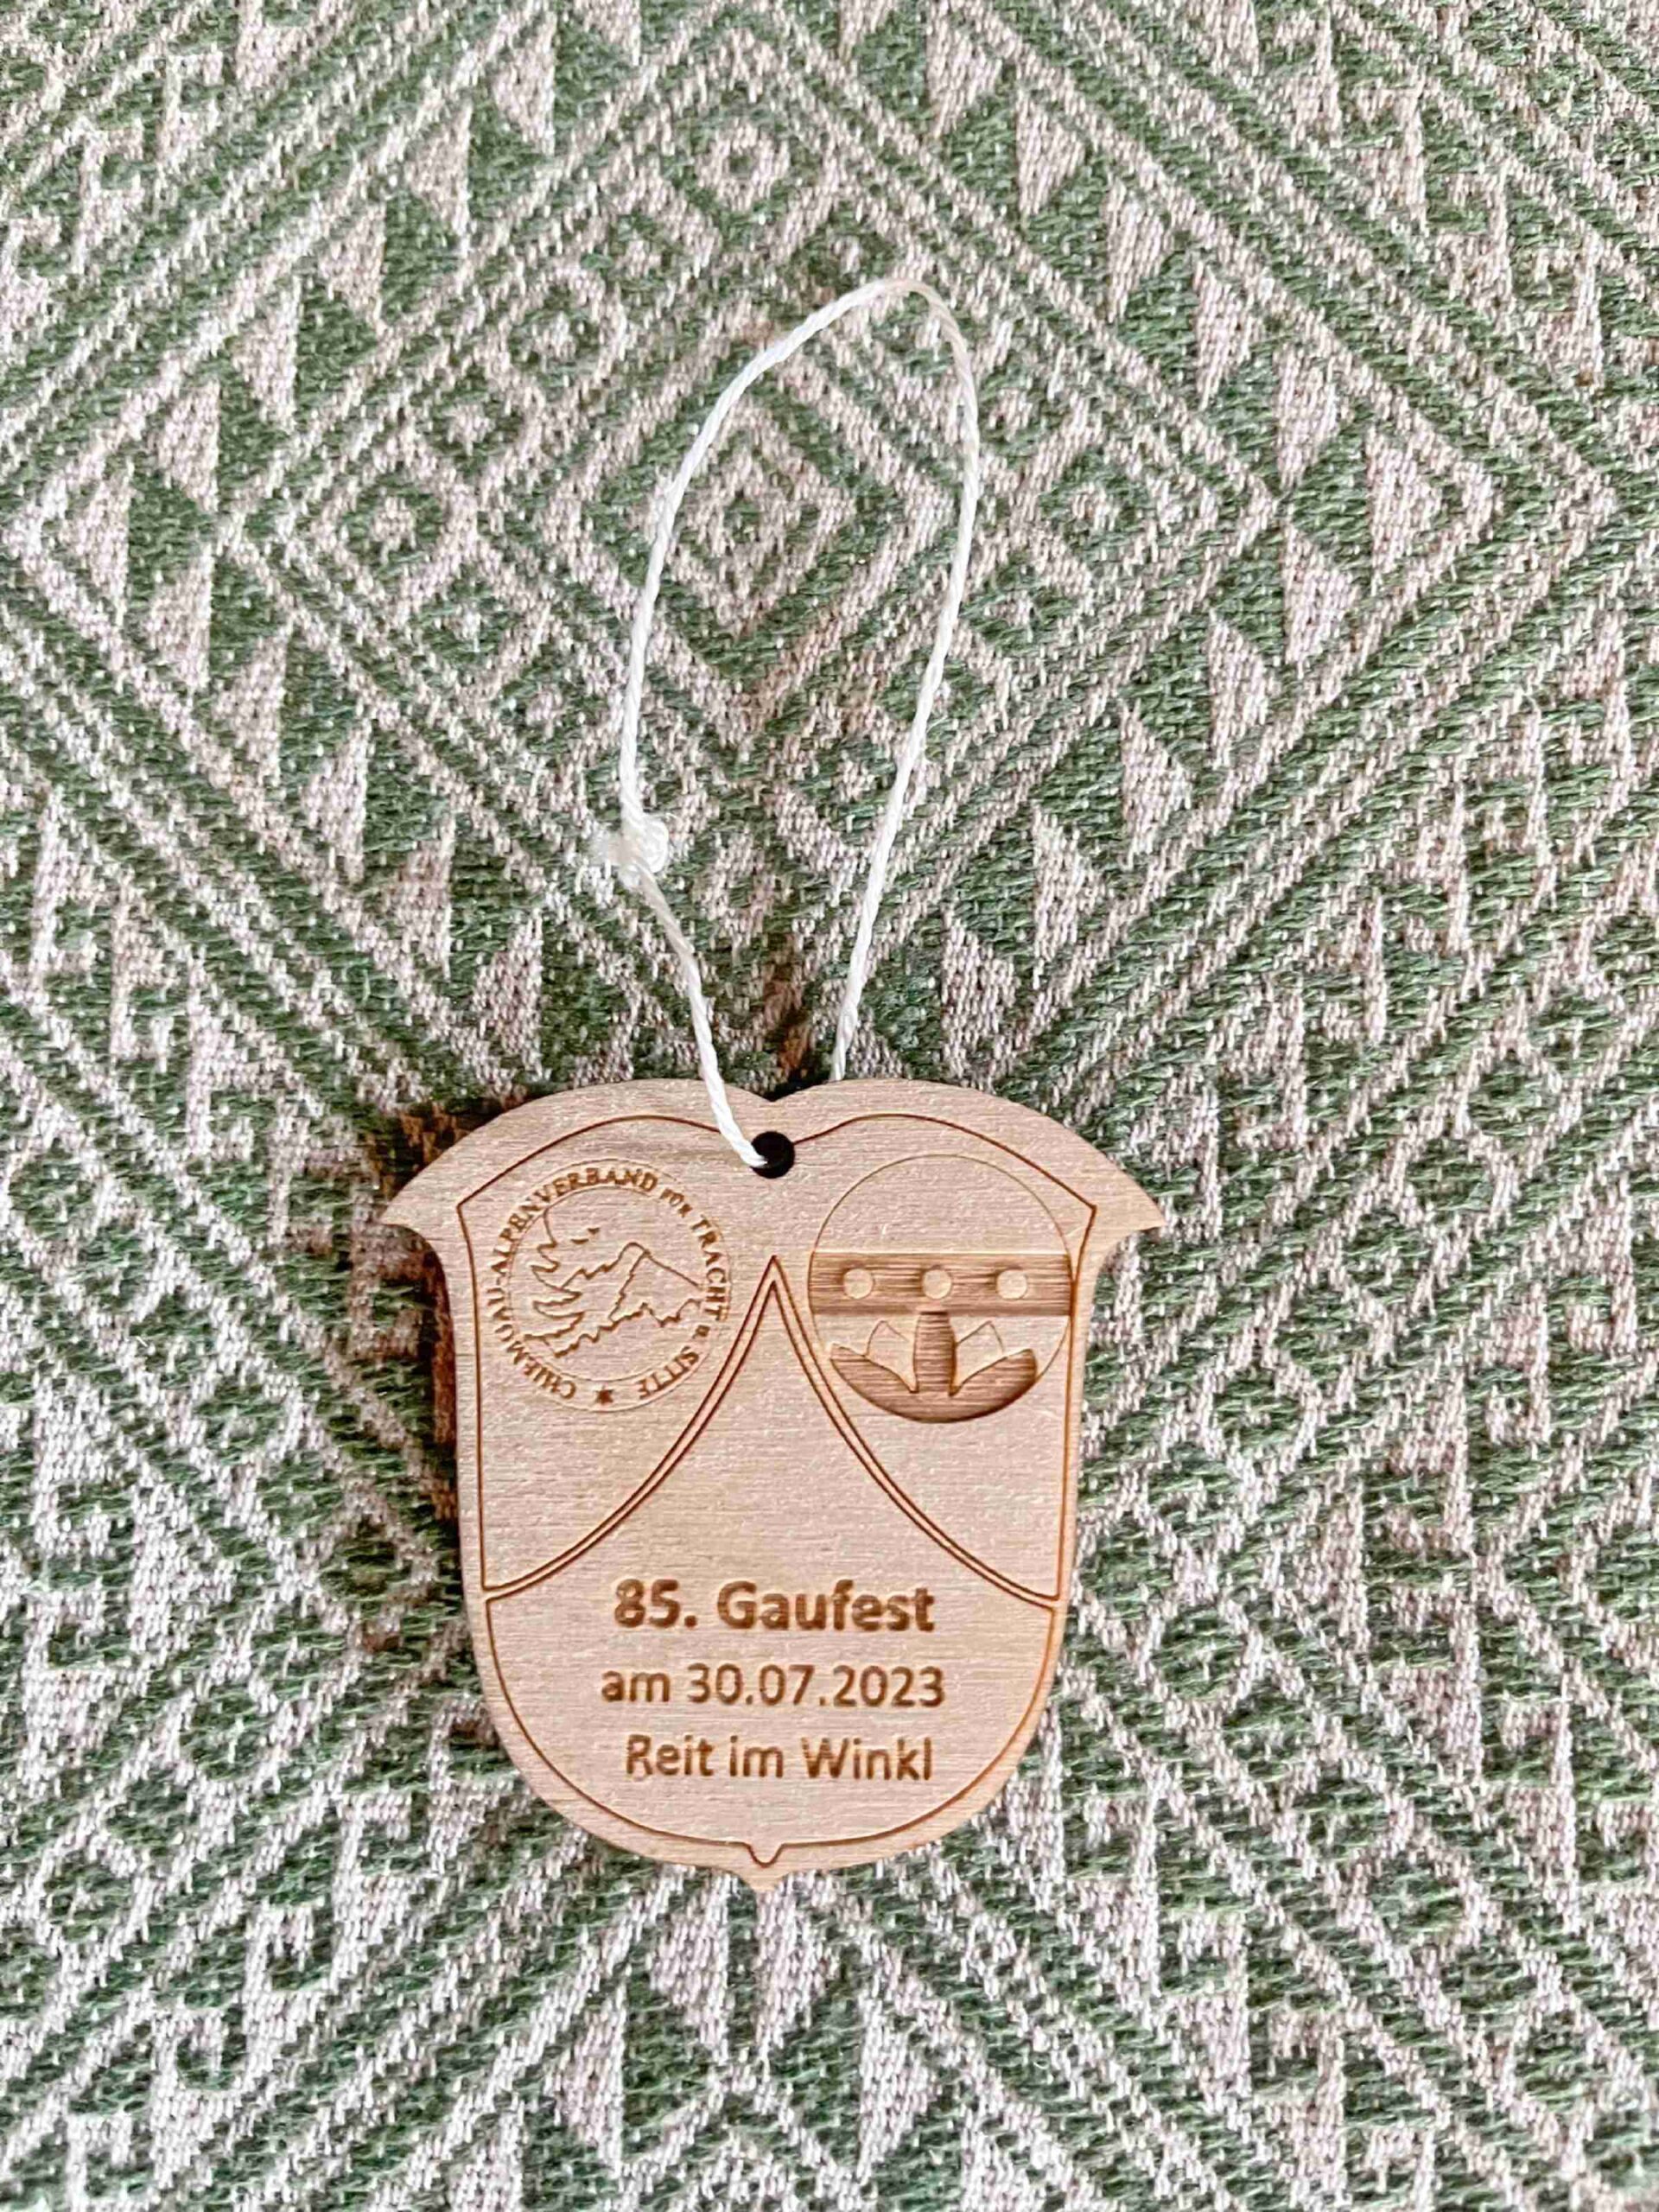 CHIEMGAU-ALPENVERBAND FÜR TRACHT u. SITTE
85. Gaufest
am 30.07.2023
Reit im Winkl